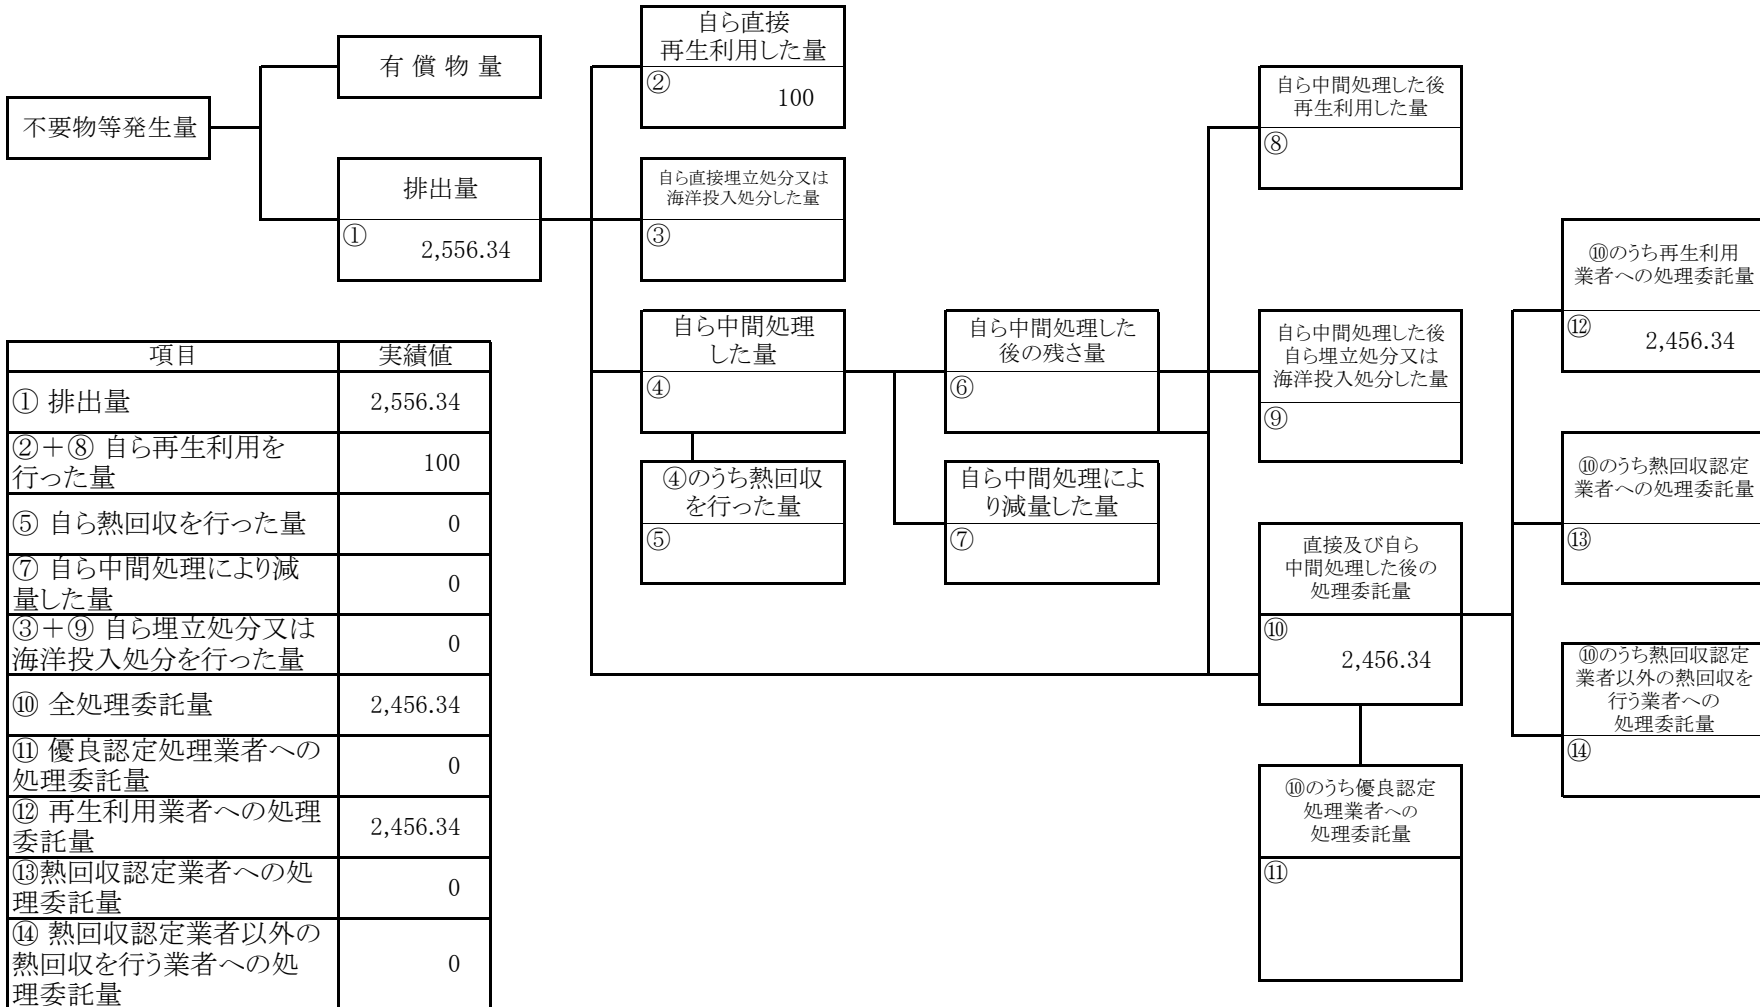 不要物等発生量
有 償 物 量
排出量
①
2,556.34
自ら直接
再生利用した量
②
100
自ら直接埋立処分又は
海洋投入処分した量
③
自ら中間処理
した量
④
④のうち熱回収
を行った量
⑤
自ら中間処理した
後の残さ量
⑥
自ら中間処理によ
り減量した量
⑦
自ら中間処理した後
再生利用した量
⑧
自ら中間処理した後
自ら埋立処分又は
海洋投入処分した量
⑨
直接及び自ら
中間処理した後の
処理委託量
⑩
2,456.34
⑩のうち優良認定
処理業者への
処理委託量
⑪
⑩のうち再生利用
業者への処理委託量
⑫
2,456.34
⑩のうち熱回収認定
業者への処理委託量
⑬
⑩のうち熱回収認定
業者以外の熱回収を
行う業者への
処理委託量
⑭
項目 実績値
① 排出量 2,556.34
②＋⑧ 自ら再生利用を
行った量 100
⑤ 自ら熱回収を行った量 0
⑦ 自ら中間処理により減
量した量 0
③＋⑨ 自ら埋立処分又は
海洋投入処分を行った量 0
⑩ 全処理委託量 2,456.34
⑪ 優良認定処理業者への
処理委託量 0
⑫ 再生利用業者への処理
委託量 2,456.34
⑬熱回収認定業者への処
理委託量 0
⑭ 熱回収認定業者以外の
熱回収を行う業者への処 0
理委託量